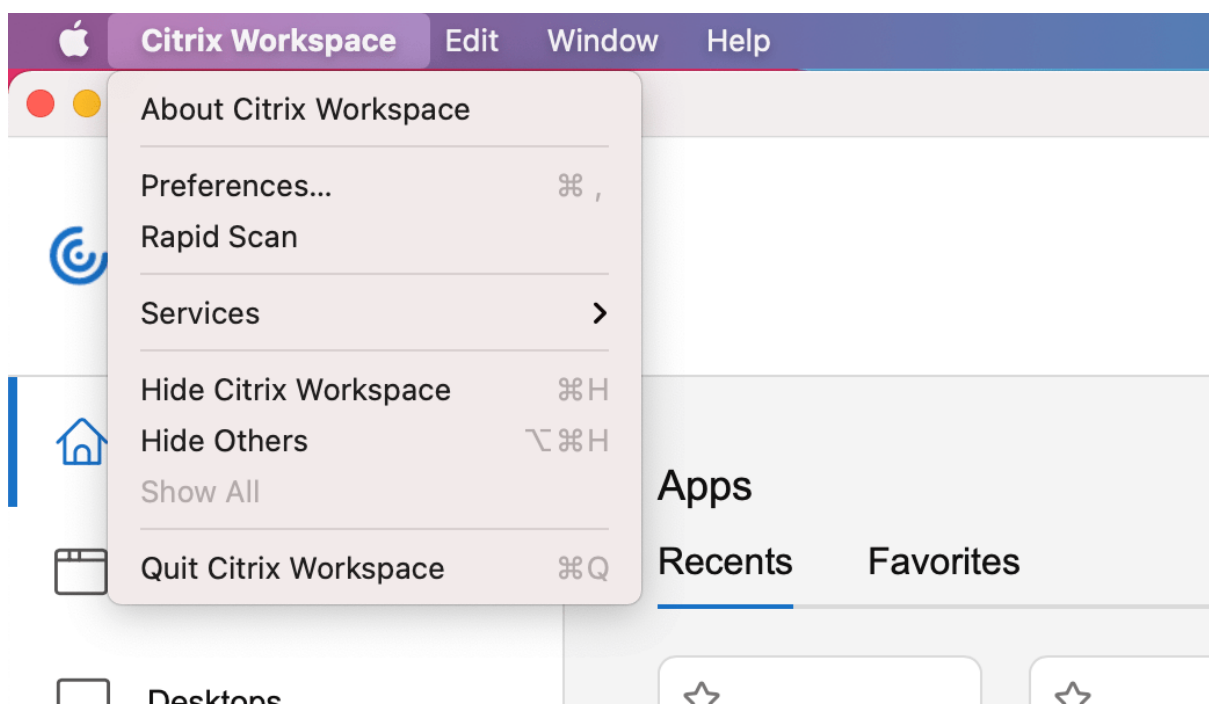 Citrix Workspace Edit Window Help
About Citrix Workspace
Preferences... ⌘ ,
Rapid Scan
Services
Hide Citrix Workspace ⌘H
Hide Others ⌥⌘H
Show All
Quit Citrix Workspace ⌘Q
Apps
Recents Favorites
Desktops